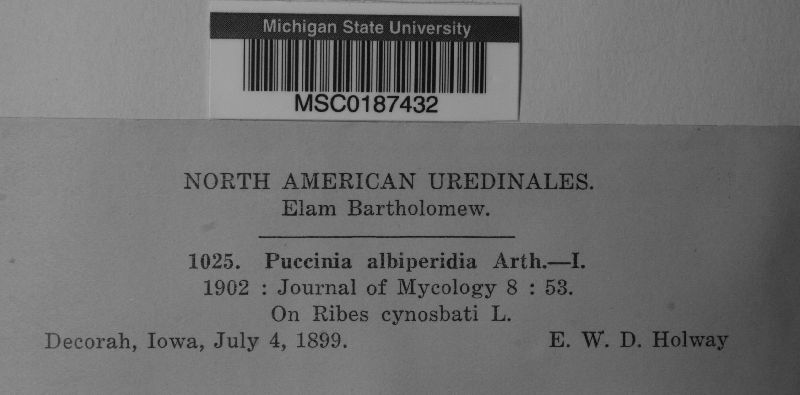 Michigan State University
MSC0187432
NORTH AMERICAN UREDINALES.
Elam Bartholomew.
1025. Puccinia albiperidia Arth.—I.
1902 : Journal of Mycology 8 : 53.
On Ribes cynosbati L.
Decorah, Iowa, July 4, 1899. E. W. D. Holway